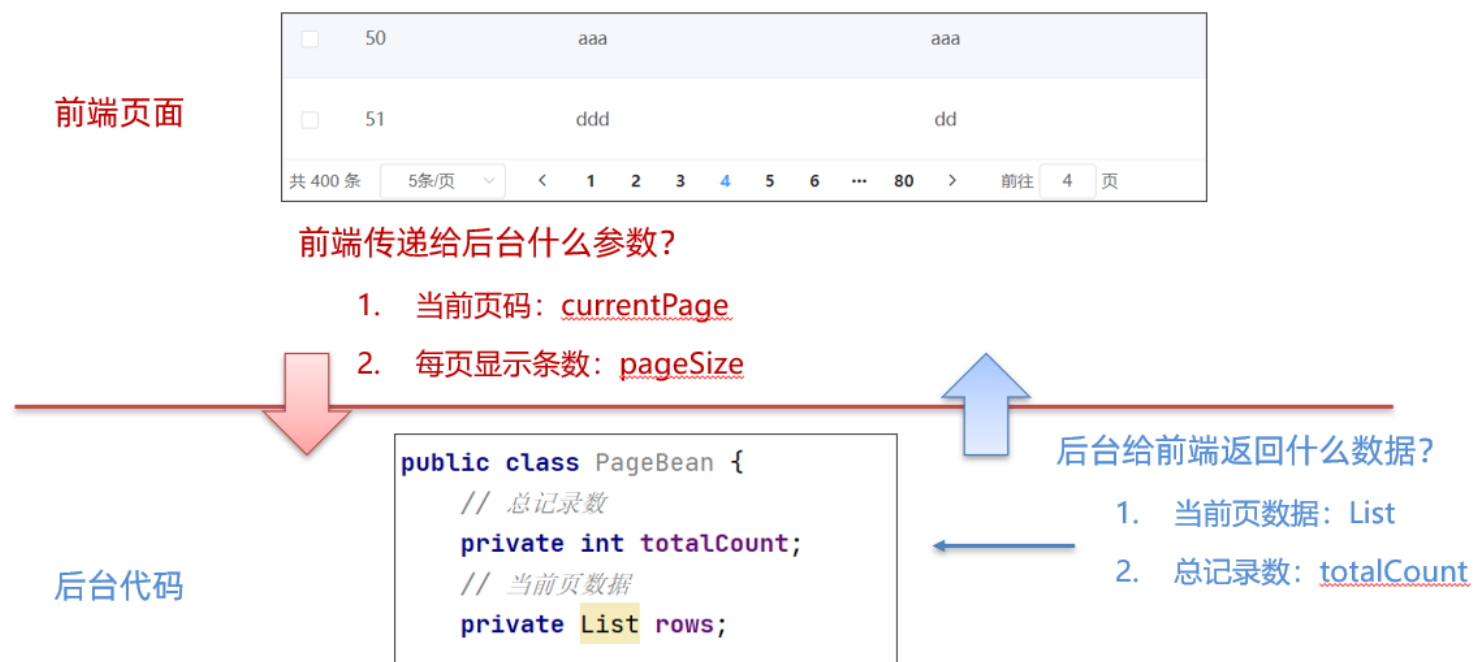 50 aaa aaa
前端页面
51 ddd dd
共 400 条 5条/页 < 1 2 3 4 5 6 ··· 80 > 前往 4 页
前端传递给后台什么参数？
1. 当前页码：currentPage
2. 每页显示条数：pageSize
后台给前端返回什么数据？
1. 当前页数据：List
2. 总记录数：totalCount
后台代码
public class PageBean {
// 总记录数
private int totalCount;
// 当前页数据
private List rows;